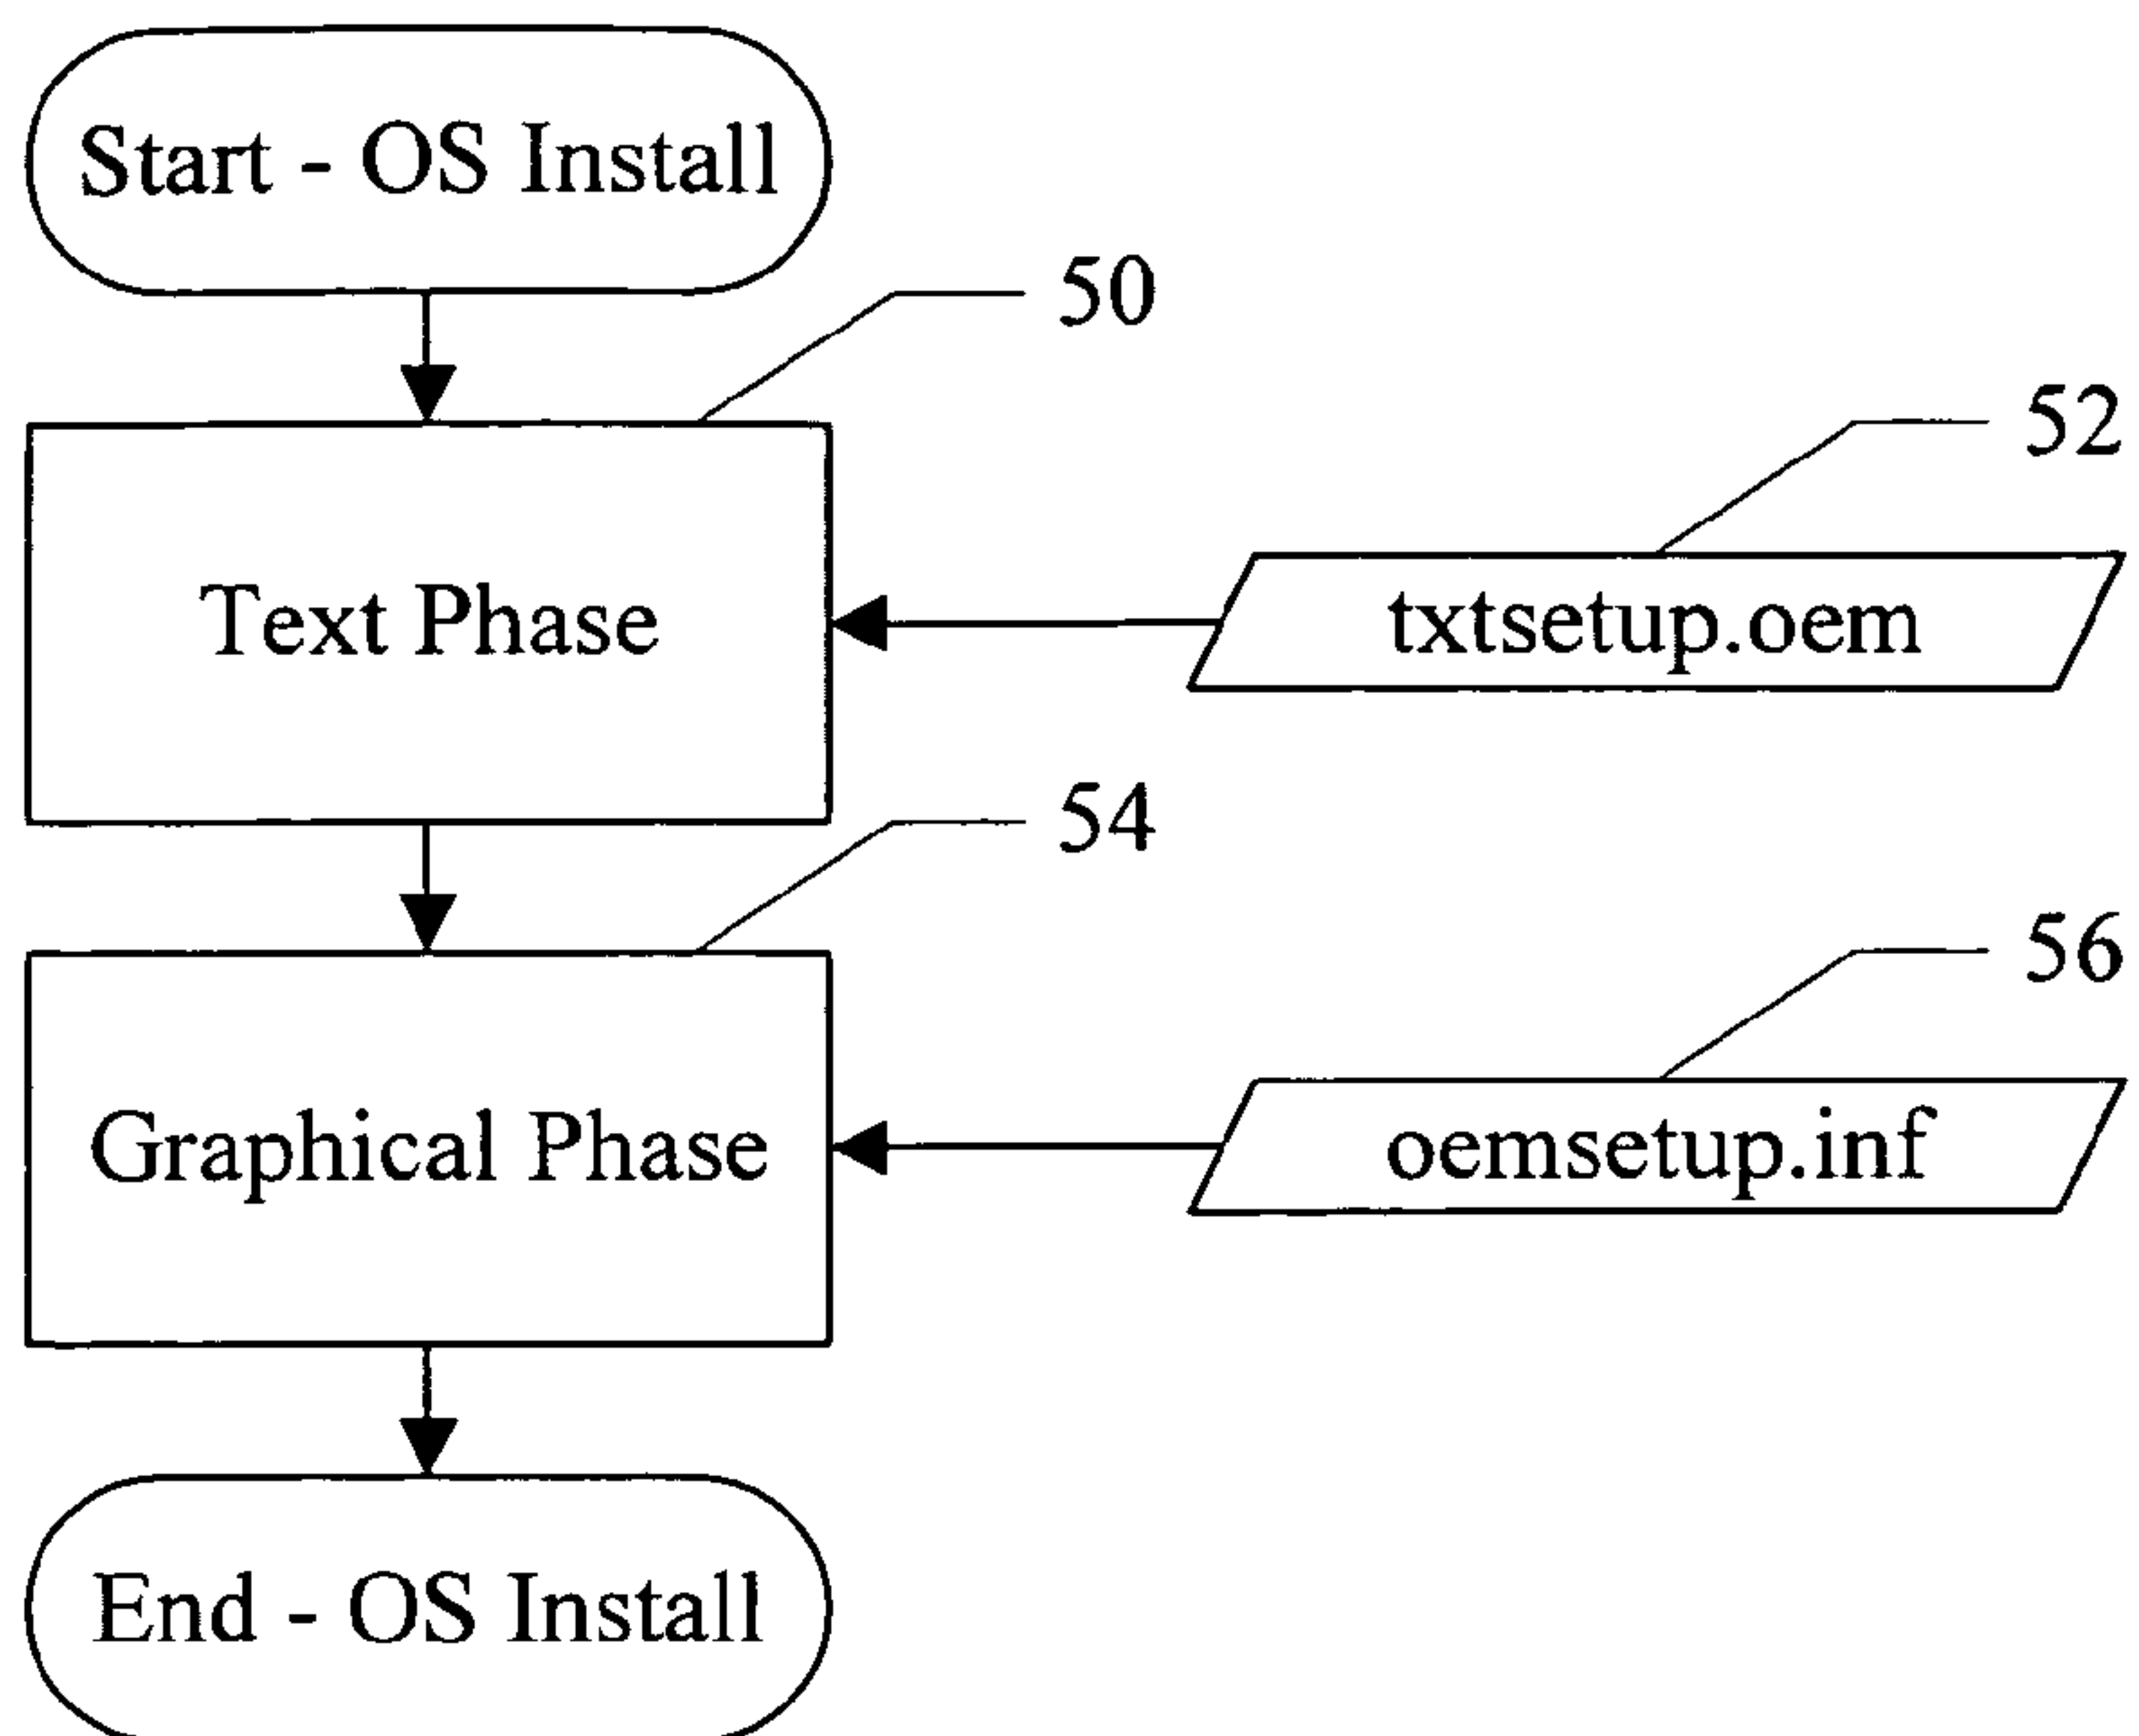 Start - OS Install
50
52
Text Phase
txtsetup.oem
54
56
Graphical Phase
oemsetup.inf
End - OS Install